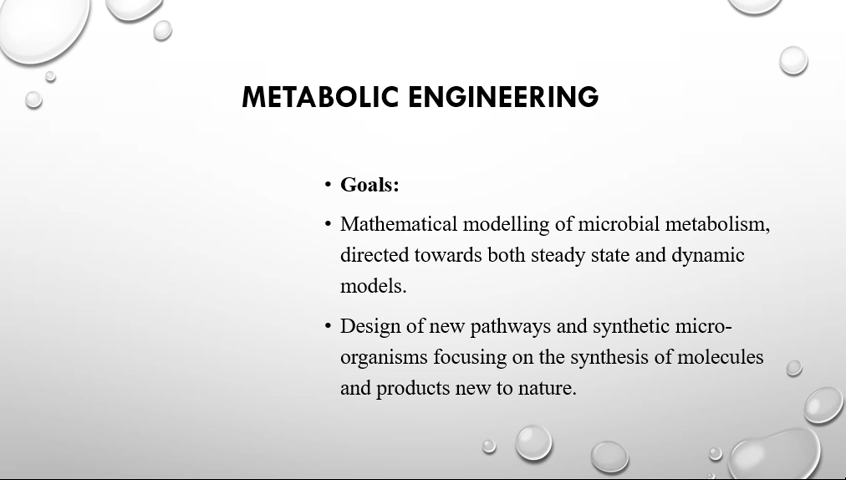 METABOLIC ENGINEERING
• Goals:
• Mathematical modelling of microbial metabolism,
directed towards both steady state and dynamic
models.
• Design of new pathways and synthetic micro-
organisms focusing on the synthesis of molecules
and products new to nature.